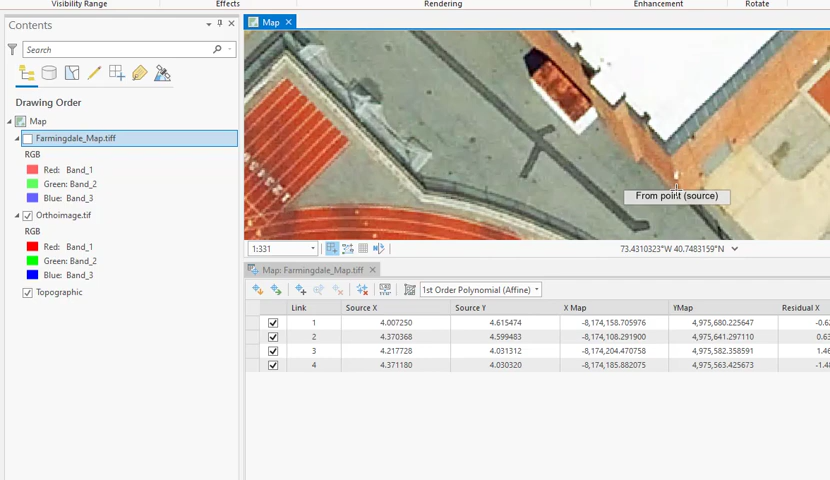 Visibility Range
Effects
Rendering
Enhancement
Rotate
Contents
Search
Drawing Order
Map
Farmingdale_Map.tiff
RGB
Red: Band_1
Green: Band_2
Blue: Band_3
Orthoimage.tif
RGB
Red: Band_1
Green: Band_2
Blue: Band_3
Topographic
Map
From point (source)
1:331
73.4310323°W 40.7483159°N
Map: Farmingdale_Map.tiff
1st Order Polynomial (Affine)
Link Source X Source Y X Map YMap Residual X
1 4.007250 4.615474 -8,174,158.705976 4,975,680.225647
2 4.370368 4.599483 -8,174,108.291900 4,975,641.297110
3 4.217728 4.031312 -8,174,204.470758 4,975,582.358591
4 4.371180 4.030320 -8,174,185.882075 4,975,563.425673